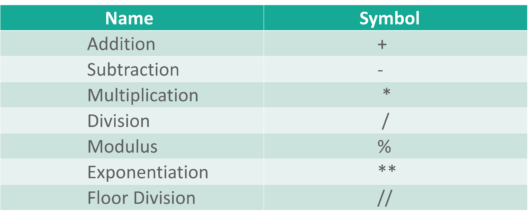 Name Symbol
Addition +
Subtraction -
Multiplication *
Division /
Modulus %
Exponentiation **
Floor Division //